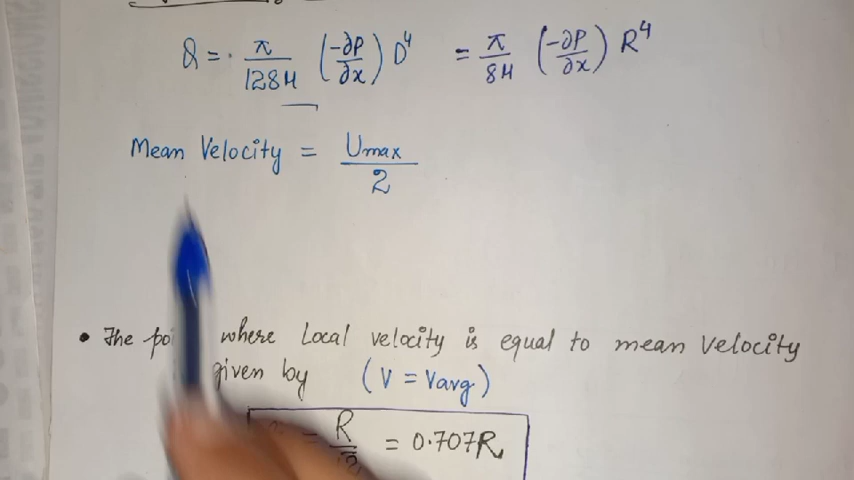 Q = π/128μ (-∂P/∂x) D⁴ = π/8μ (-∂P/∂x) R⁴
Mean Velocity = Umax/2
• The where Local velocity is equal to mean velocity
given by (V = Vavg)
= R = 0.707R